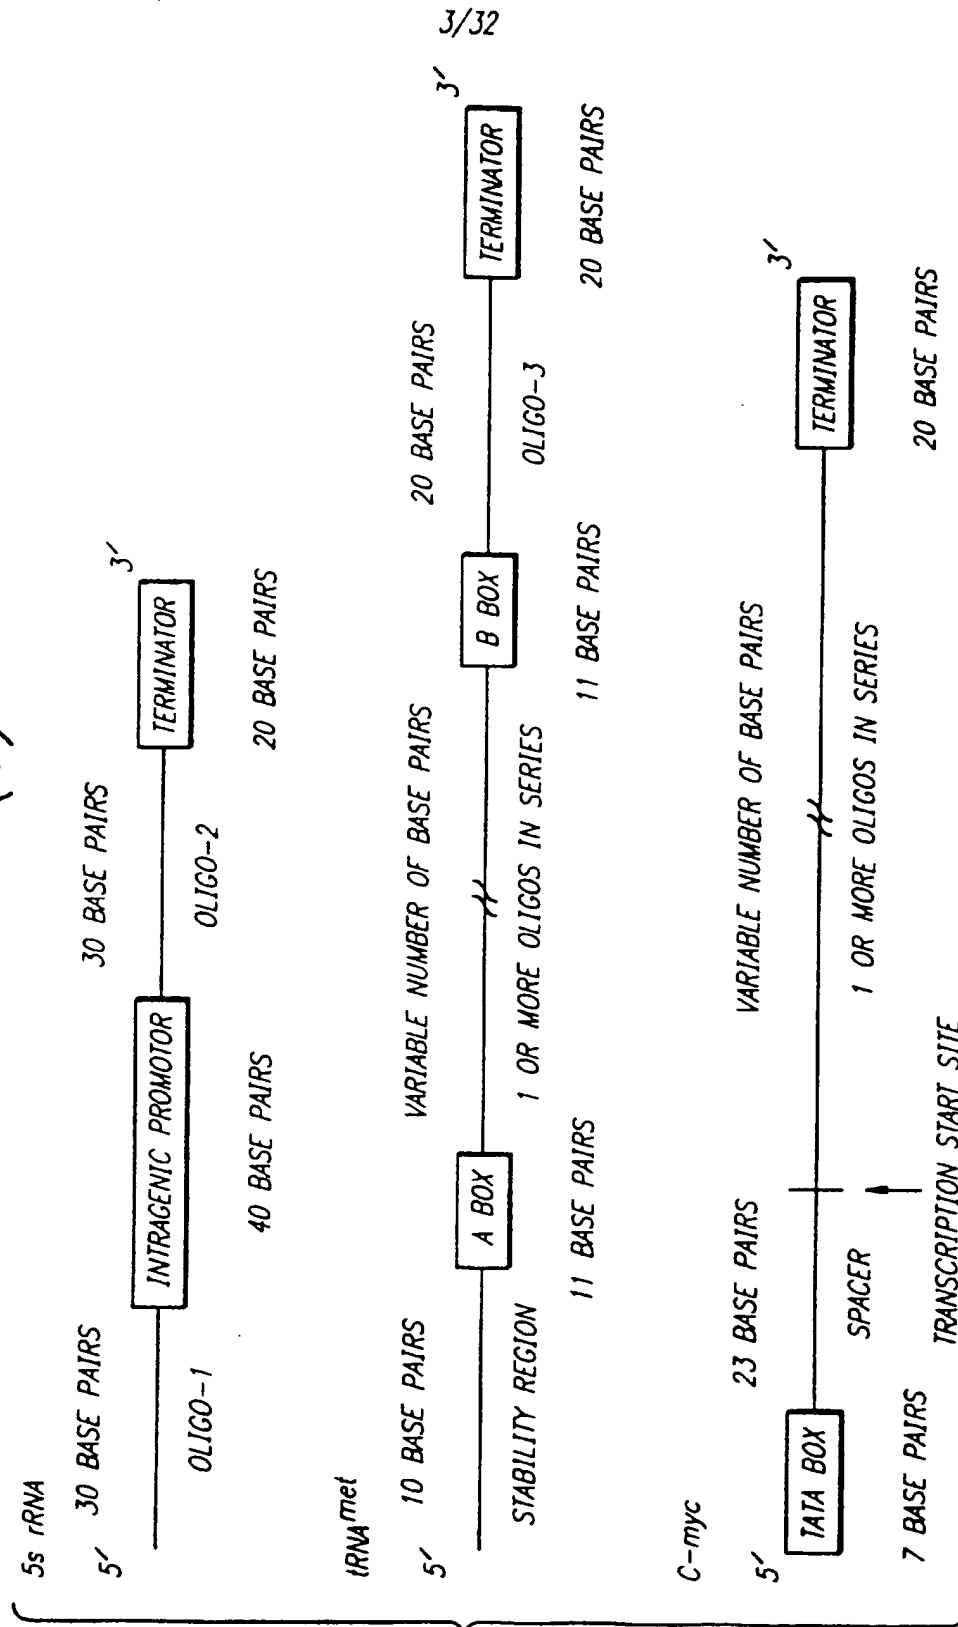 3/32
5s rRNA
5' 30 BASE PAIRS
30 BASE PAIRS
3'
INTRAGENIC PROMOTOR
TERMINATOR
OLIGO-1
OLIGO-2
40 BASE PAIRS
20 BASE PAIRS
tRNA met
5' 10 BASE PAIRS
VARIABLE NUMBER OF BASE PAIRS
20 BASE PAIRS
3'
A BOX
B BOX
TERMINATOR
STABILITY REGION
1 OR MORE OLIGOS IN SERIES
OLIGO-3
11 BASE PAIRS
11 BASE PAIRS
20 BASE PAIRS
C-myc
5'
23 BASE PAIRS
VARIABLE NUMBER OF BASE PAIRS
3'
TATA BOX
TERMINATOR
SPACER
1 OR MORE OLIGOS IN SERIES
7 BASE PAIRS
TRANSCRIPTION START SITE
20 BASE PAIRS